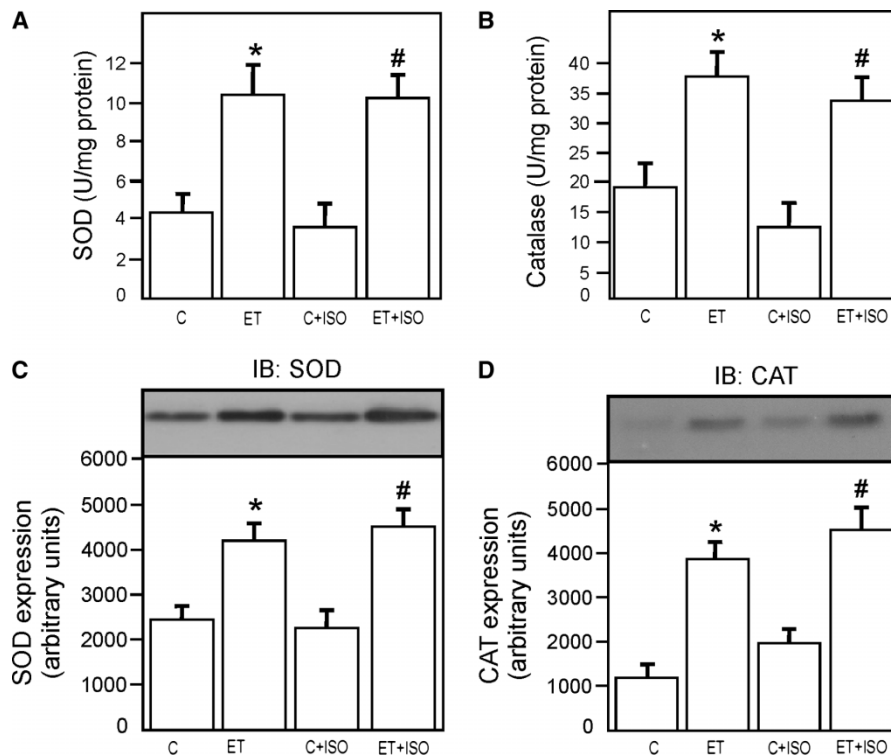 A
SOD (U/mg protein)
12
10
8
6
4
2
0
*
#
C
ET
C+ISO
ET+ISO
B
Catalase (U/mg protein)
40
35
30
25
20
15
10
5
0
*
#
C
ET
C+ISO
ET+ISO
C
IB: SOD
SOD expression
(arbitrary units)
6000
5000
4000
3000
2000
1000
0
*
#
C
ET
C+ISO
ET+ISO
D
IB: CAT
CAT expression
(arbitrary units)
6000
5000
4000
3000
2000
1000
0
*
#
C
ET
C+ISO
ET+ISO